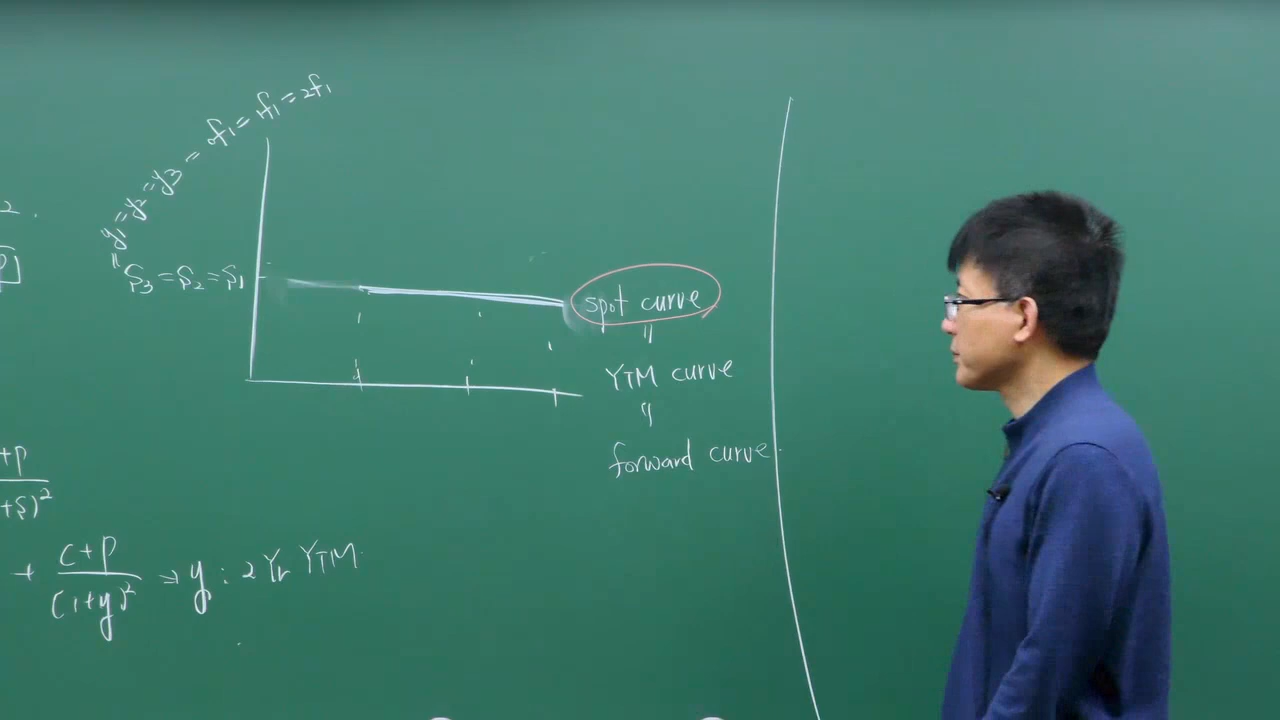 y₁ = y₂ = y₃ = ₀f₁ = ₁f₁ = ₂f₁
"
S₃ = S₂ = S₁
spot curve
"
YTM curve
"
forward curve
2.
P
+P
+S)²
+ C+P / (1+y)² ⇒ y : 2 Yr YTM